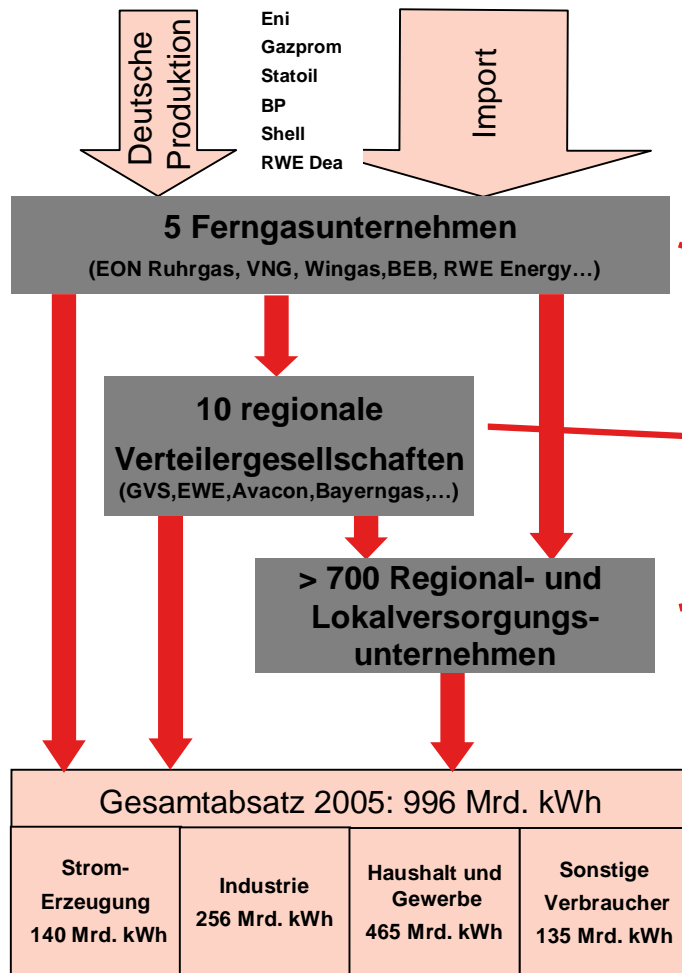 Deutsche
Produktion
Eni
Gazprom
Statoil
BP
Shell
RWE Dea
Import
5 Ferngasunternehmen
(EON Ruhrgas, VNG, Wingas,BEB, RWE Energy…)
10 regionale
Verteilergesellschaften
(GVS,EWE,Avacon,Bayerngas,…)
> 700 Regional- und
Lokalversorgungs-
unternehmen
Gesamtabsatz 2005: 996 Mrd. kWh
Strom-
Erzeugung
140 Mrd. kWh
Industrie
256 Mrd. kWh
Haushalt und
Gewerbe
465 Mrd. kWh
Sonstige
Verbraucher
135 Mrd. kWh